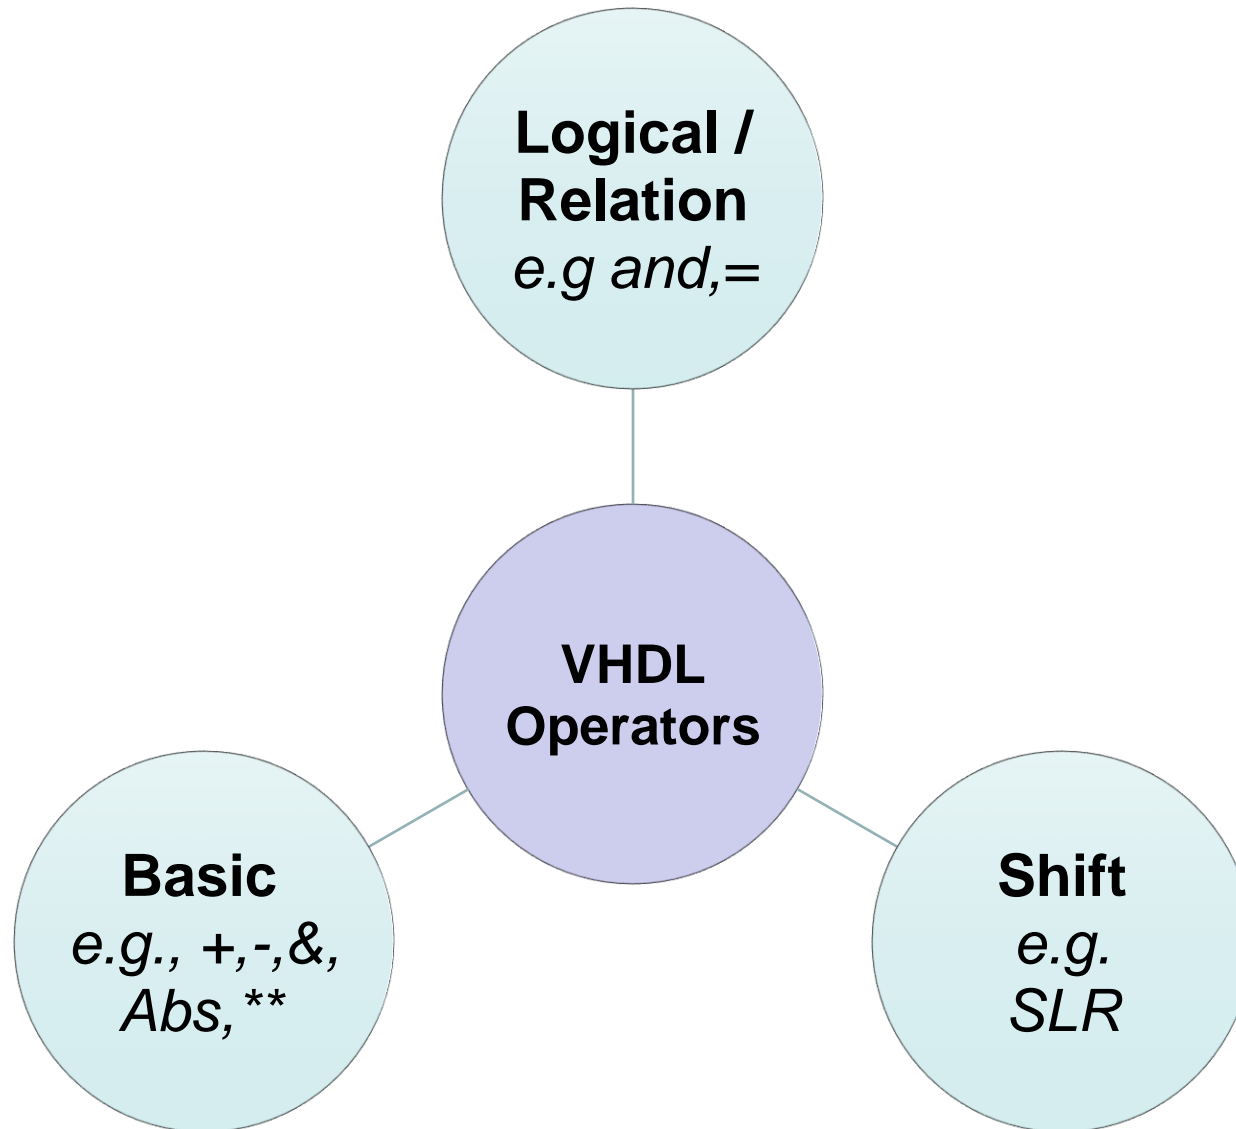 Logical /
Relation
e.g and,=
VHDL
Operators
Basic
e.g., +,-,&,
Abs,**
Shift
e.g.
SLR